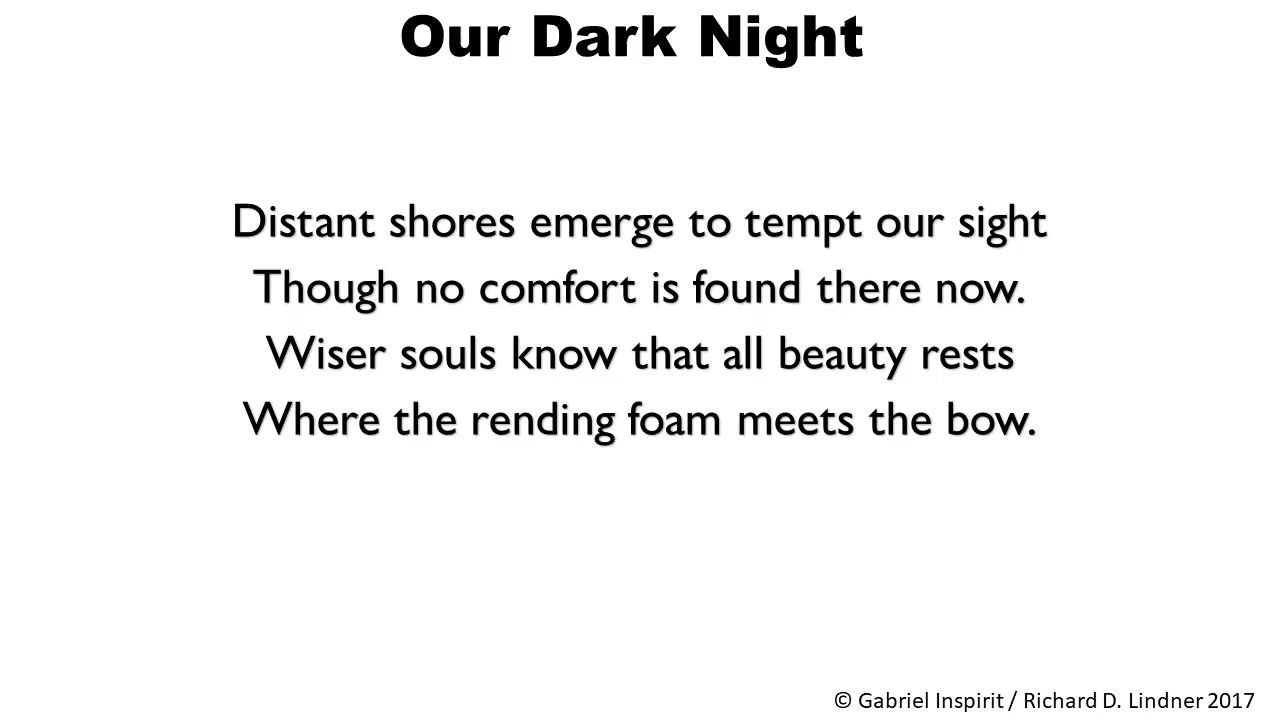 Our Dark Night
Distant shores emerge to tempt our sight
Though no comfort is found there now.
Wiser souls know that all beauty rests
Where the rending foam meets the bow.
© Gabriel Inspirit / Richard D. Lindner 2017